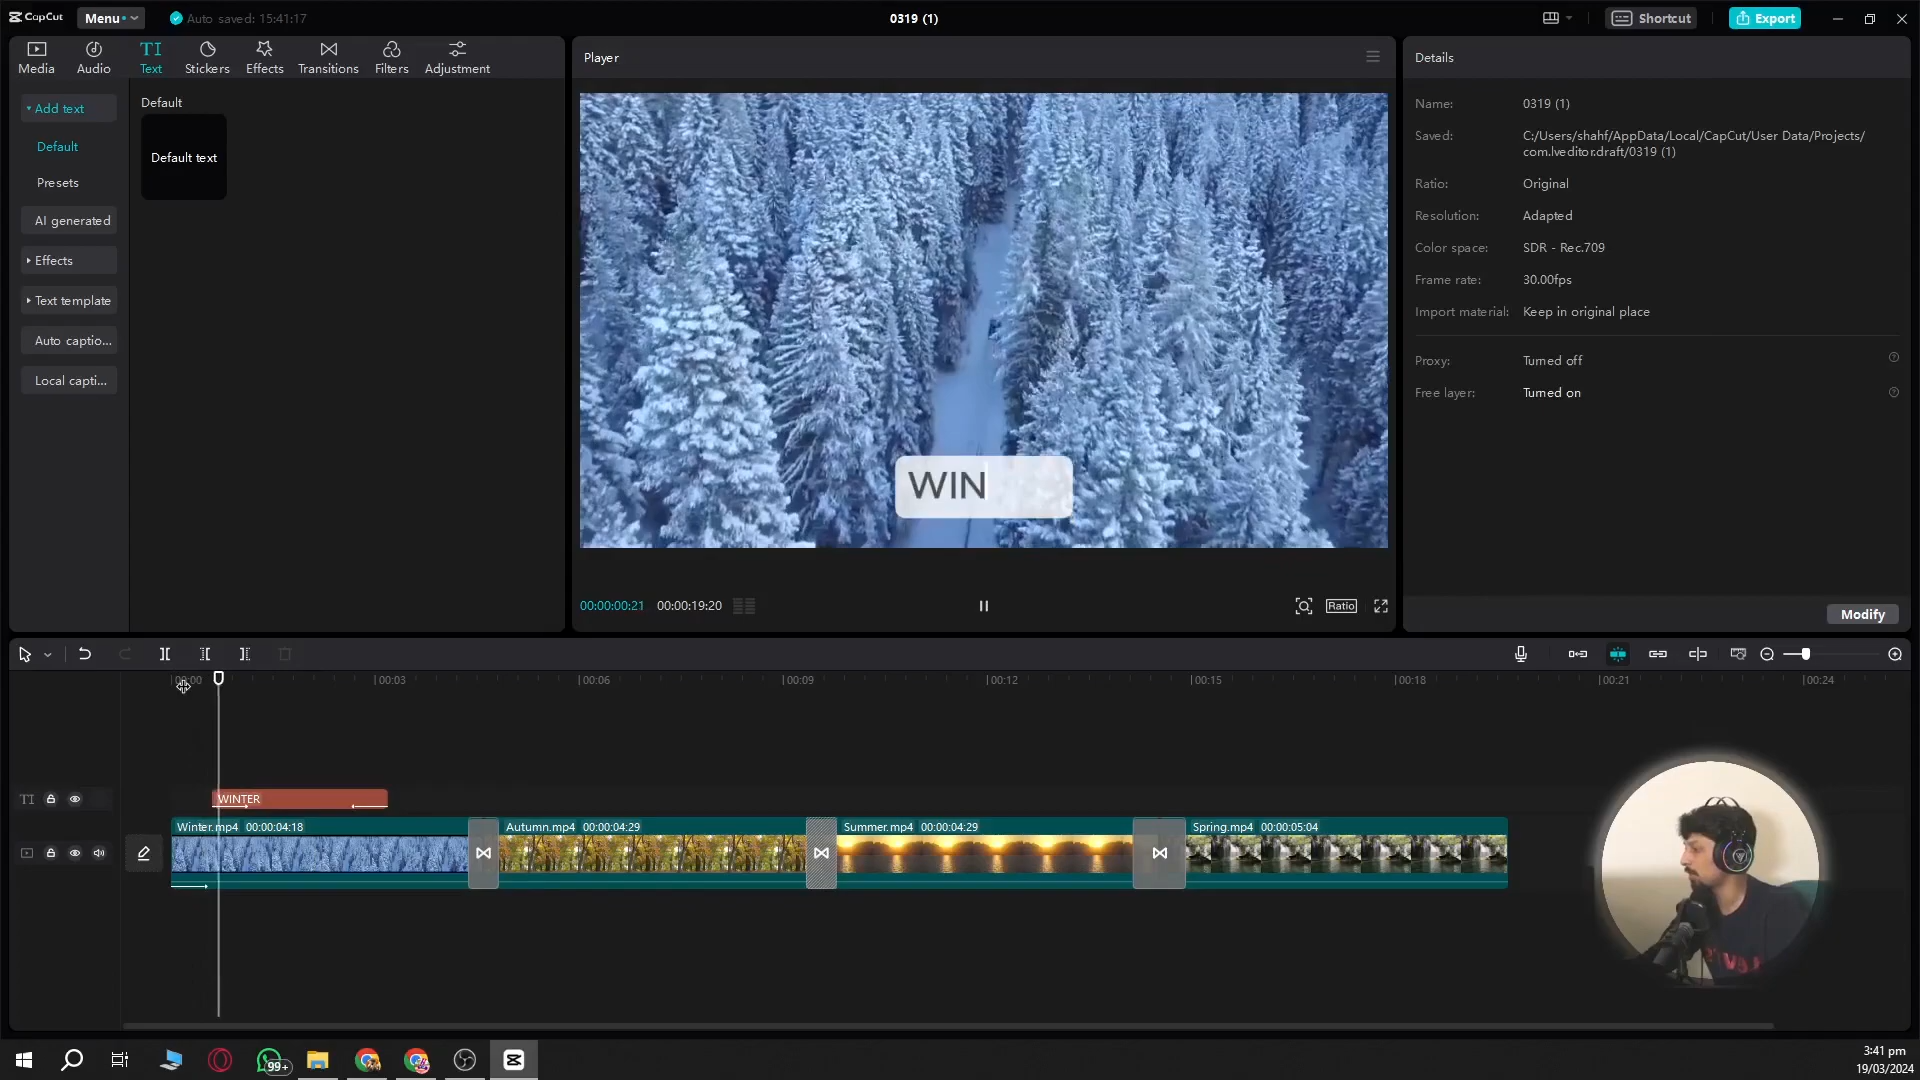 CapCut
Menu
Auto saved: 15:41:17
0319 (1)
Shortcut
Export
Media
Audio
TI
Text
Stickers
Effects
Transitions
Filters
Adjustment
Add text
Default
Presets
AI generated
Effects
Text template
Auto captio...
Local capti...
Default
Default text
Player
WIN
00:00:00:21
00:00:19:20
Ratio
Details
Name: 0319 (1)
Saved: C:/Users/shahf/AppData/Local/CapCut/User Data/Projects/
com.lveditor.draft/0319 (1)
Ratio: Original
Resolution: Adapted
Color space: SDR - Rec.709
Frame rate: 30.00fps
Import material: Keep in original place
Proxy: Turned off
Free layer: Turned on
Modify
00:03
00:06
00:09
00:12
00:15
00:18
00:21
00:24
TI
WINTER
Winter.mp4 00:00:04:18
Autumn.mp4 00:00:04:29
Summer.mp4 00:00:04:29
Spring.mp4 00:00:05:04
99+
3:41 pm
19/03/2024